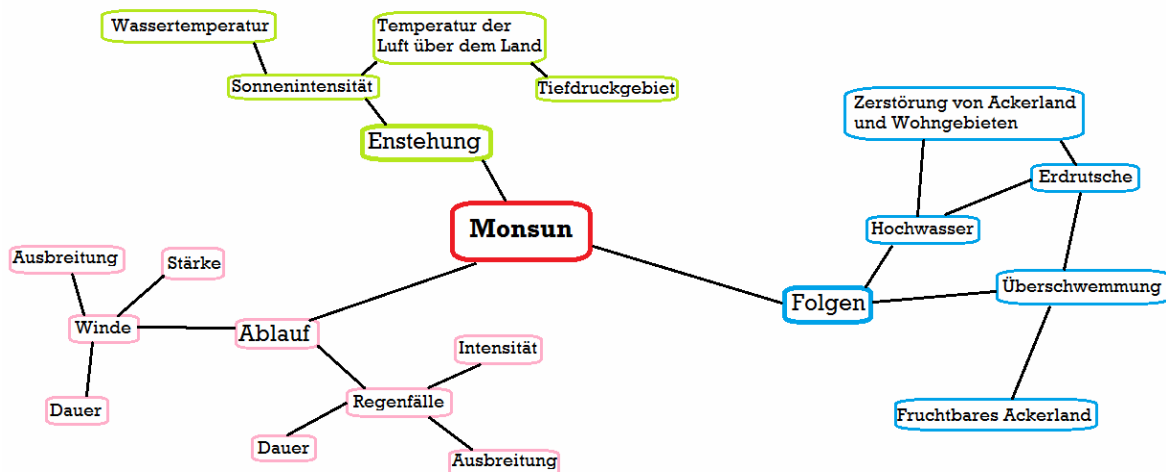 Wassertemperatur
Temperatur der
Luft über dem Land
Sonnenintensität
Tiefdruckgebiet
Enstehung
Monsun
Zerstörung von Ackerland
und Wohngebieten
Erdrutsche
Hochwasser
Überschwemmung
Folgen
Fruchtbares Ackerland
Ausbreitung
Stärke
Winde
Ablauf
Dauer
Intensität
Regenfälle
Dauer
Ausbreitung